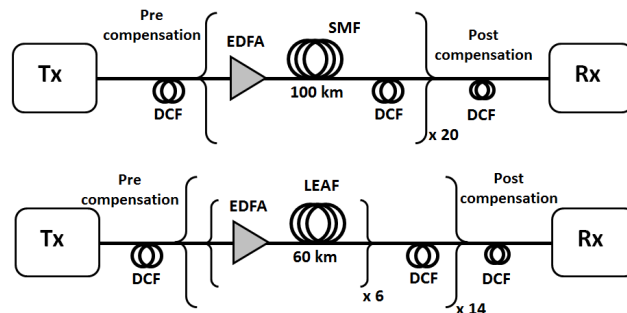 Pre
compensation
EDFA
SMF
Post
compensation
Tx
Rx
DCF
100 km
DCF
DCF
x 20
Pre
compensation
EDFA
LEAF
Post
compensation
Tx
Rx
DCF
60 km
x 6
DCF
DCF
x 14